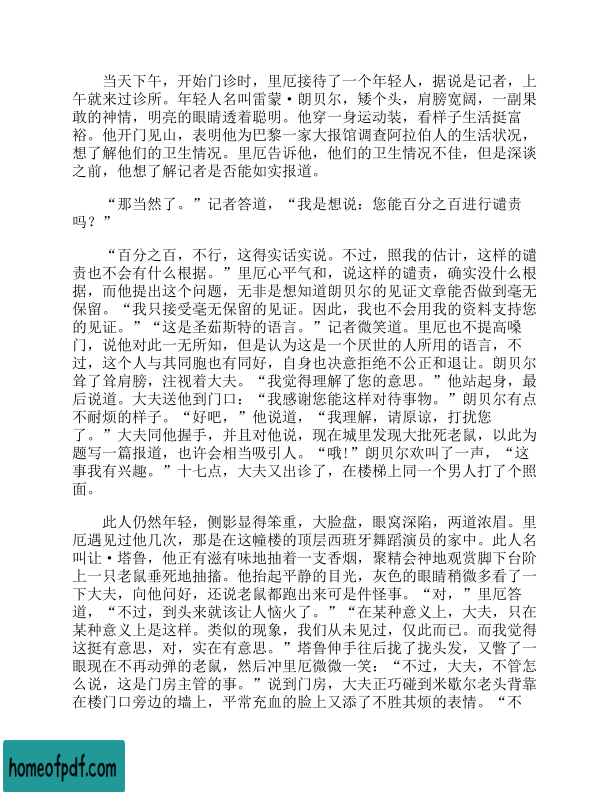 当天下午，开始门诊时，里厄接待了一个年轻人，据说是记者，上
午就来过诊所。年轻人名叫雷蒙·朗贝尔，矮个头，肩膀宽阔，一副果
敢的神情，明亮的眼睛透着聪明。他穿一身运动装，看样子生活挺富
裕。他开门见山，表明他为巴黎一家大报馆调查阿拉伯人的生活状况，
想了解他们的卫生情况。里厄告诉他，他们的卫生情况不佳，但是深谈
之前，他想了解记者是否能如实报道。
“那当然了。”记者答道，“我是想说：您能百分之百进行谴责
吗？”
“百分之百，不行，这得实话实说。不过，照我的估计，这样的谴
责也不会有什么根据。”里厄心平气和，说这样的谴责，确实没什么根
据，而他提出这个问题，无非是想知道朗贝尔的见证文章能否做到毫无
保留。“我只接受毫无保留的见证。因此，我也不会用我的资料支持您
的见证。”“这是圣茹斯特的语言。”记者微笑道。里厄也不提高嗓
门，说他对此一无所知，但是认为这是一个厌世的人所用的语言，不
过，这个人与其同胞也有同好，自身也决意拒绝不公正和退让。朗贝尔
耸了耸肩膀，注视着大夫。“我觉得理解了您的意思。”他站起身，最
后说道。大夫送他到门口：“我感谢您能这样对待事物。”朗贝尔有点
不耐烦的样子。“好吧，”他说道，“我理解，请原谅，打扰您
了。”大夫同他握手，并且对他说，现在城里发现大批死老鼠，以此为
题写一篇报道，也许会相当吸引人。“哦!”朗贝尔欢叫了一声，“这
事我有兴趣。”十七点，大夫又出诊了，在楼梯上同一个男人打了个照
面。
此人仍然年轻，侧影显得笨重，大脸盘，眼窝深陷，两道浓眉。里
厄遇见过他几次，那是在这幢楼的顶层西班牙舞蹈演员的家中。此人名
叫让·塔鲁，他正有滋有味地抽着一支香烟，聚精会神地观赏脚下台阶
上一只老鼠垂死地抽搐。他抬起平静的目光，灰色的眼睛稍微多看了一
下大夫，向他问好，还说老鼠都跑出来可是件怪事。“对，”里厄答
道，“不过，到头来就该让人恼火了。”“在某种意义上，大夫，只在
某种意义上是这样。类似的现象，我们从未见过，仅此而已。而我觉得
这挺有意思，对，实在有意思。”塔鲁伸手往后拢了拢头发，又瞥了一
眼现在不再动弹的老鼠，然后冲里厄微微一笑：“不过，大夫，不管怎
么说，这是门房主管的事。”说到门房，大夫正巧碰到米歇尔老头背靠
在楼门口旁边的墙上，平常充血的脸上又添了不胜其烦的表情。“不
homeofpdf.com